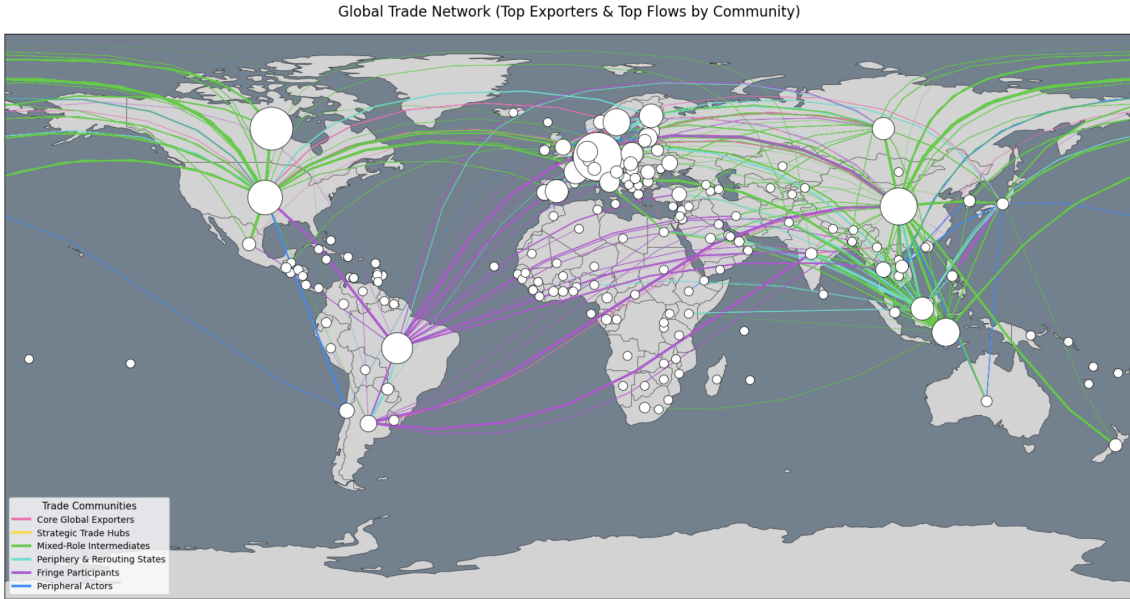 Global Trade Network (Top Exporters & Top Flows by Community)
Trade Communities
Core Global Exporters
Strategic Trade Hubs
Mixed-Role Intermediates
Periphery & Rerouting States
Fringe Participants
Peripheral Actors